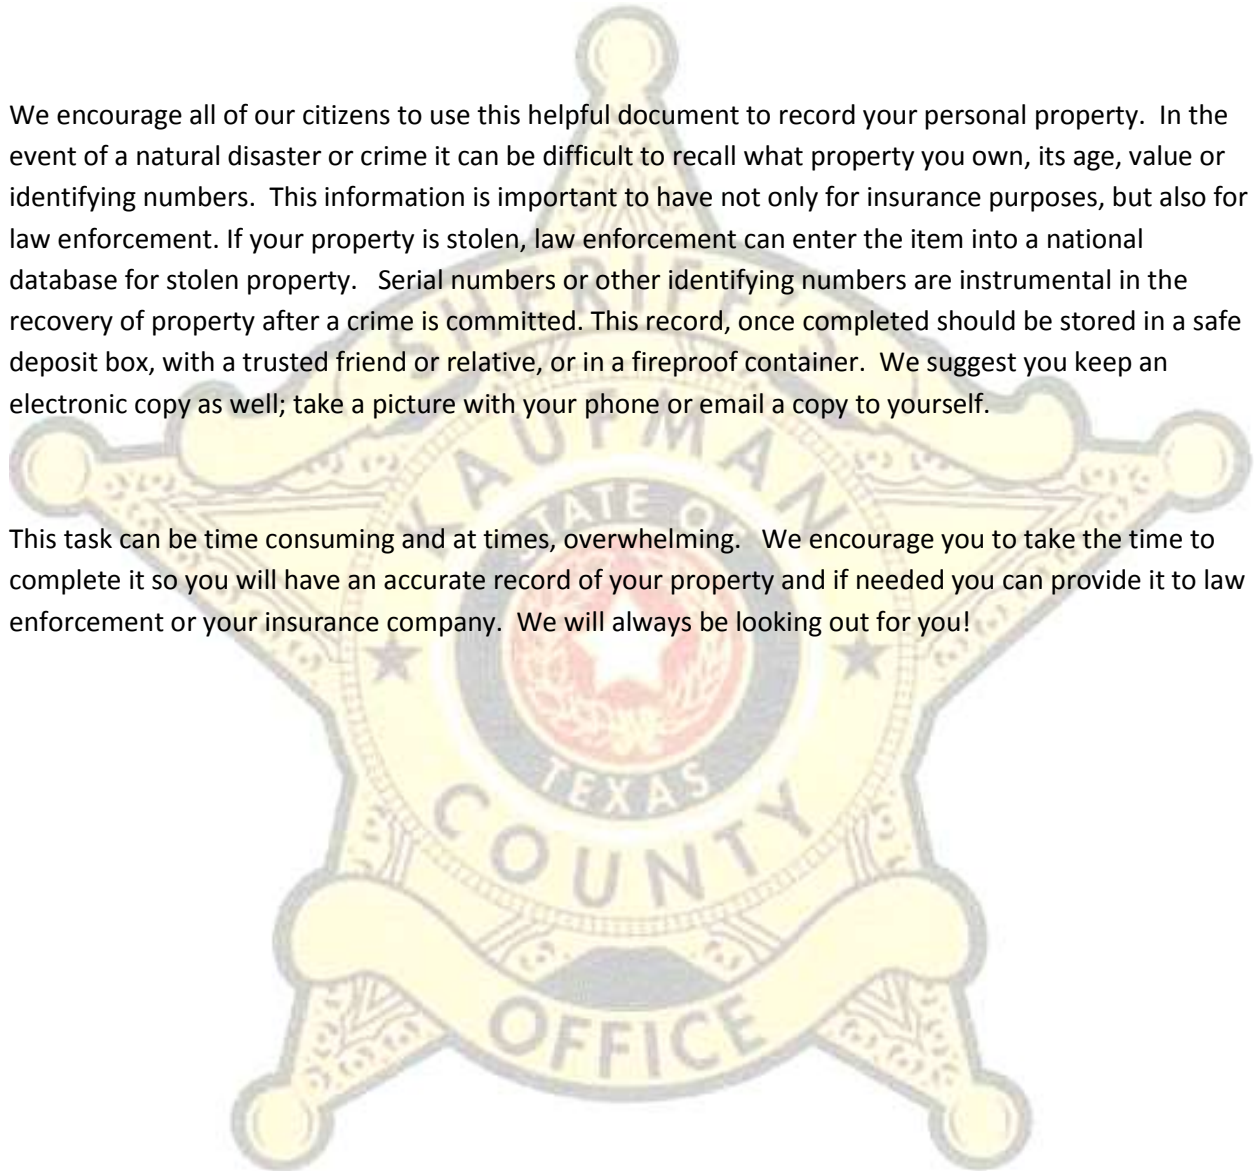 We encourage all of our citizens to use this helpful document to record your personal property.  In the
event of a natural disaster or crime it can be difficult to recall what property you own, its age, value or
identifying numbers.  This information is important to have not only for insurance purposes, but also for
law enforcement. If your property is stolen, law enforcement can enter the item into a national
database for stolen property.   Serial numbers or other identifying numbers are instrumental in the
recovery of property after a crime is committed. This record, once completed should be stored in a safe
deposit box, with a trusted friend or relative, or in a fireproof container.  We suggest you keep an
electronic copy as well; take a picture with your phone or email a copy to yourself.
This task can be time consuming and at times, overwhelming.   We encourage you to take the time to
complete it so you will have an accurate record of your property and if needed you can provide it to law
enforcement or your insurance company.  We will always be looking out for you!
SHERIFF'S
KAUFMAN
STATE OF
TEXAS
COUNTY
OFFICE